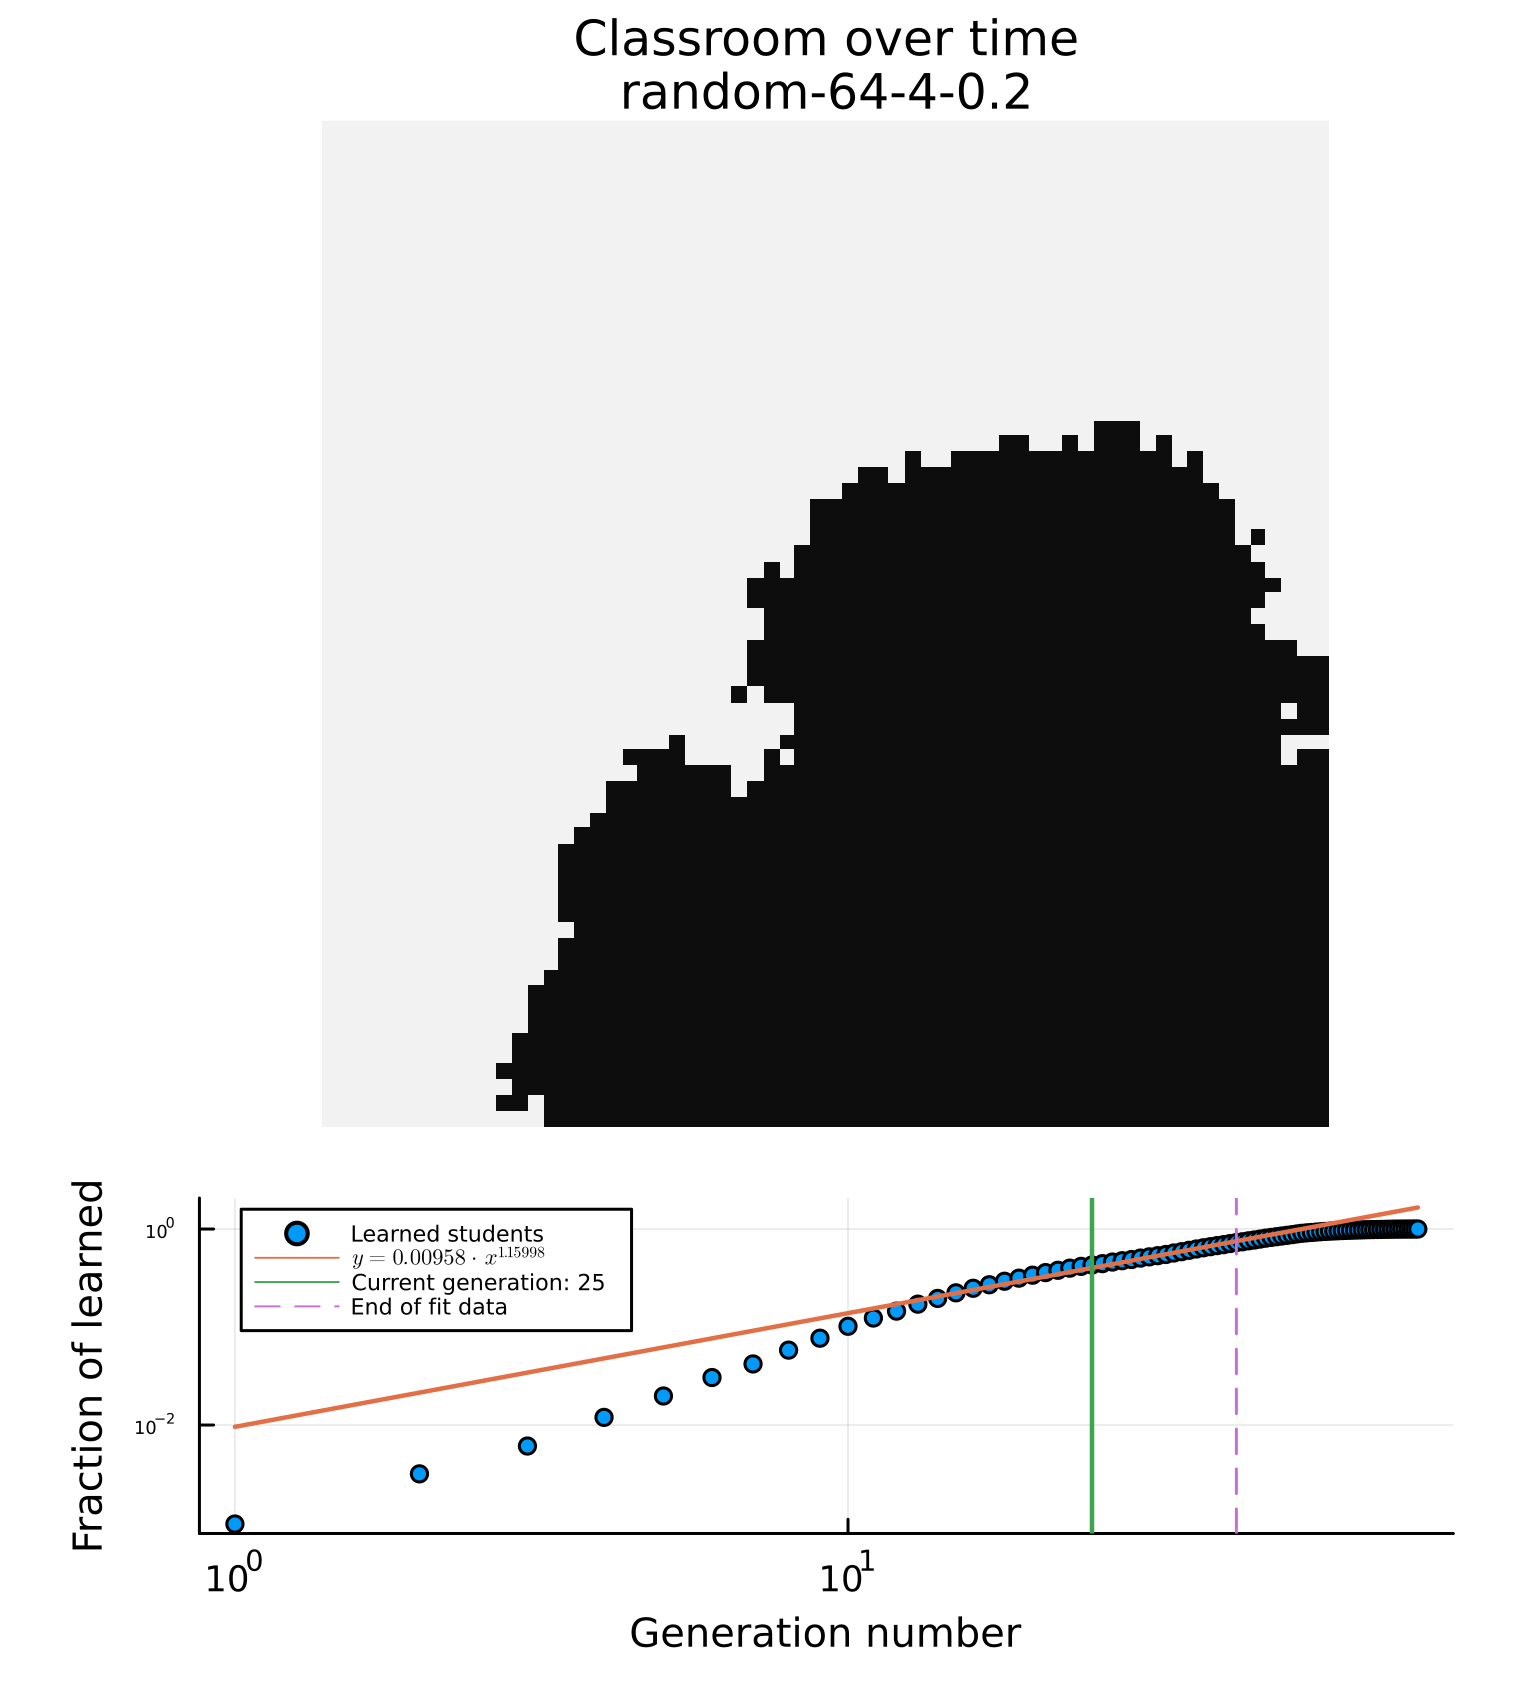 Classroom over time
random-64-4-0.2
Fraction of learned
10^0
10^-2
Learned students
y = 0.00958 · x^1.15998
Current generation: 25
End of fit data
10^0
10^1
Generation number